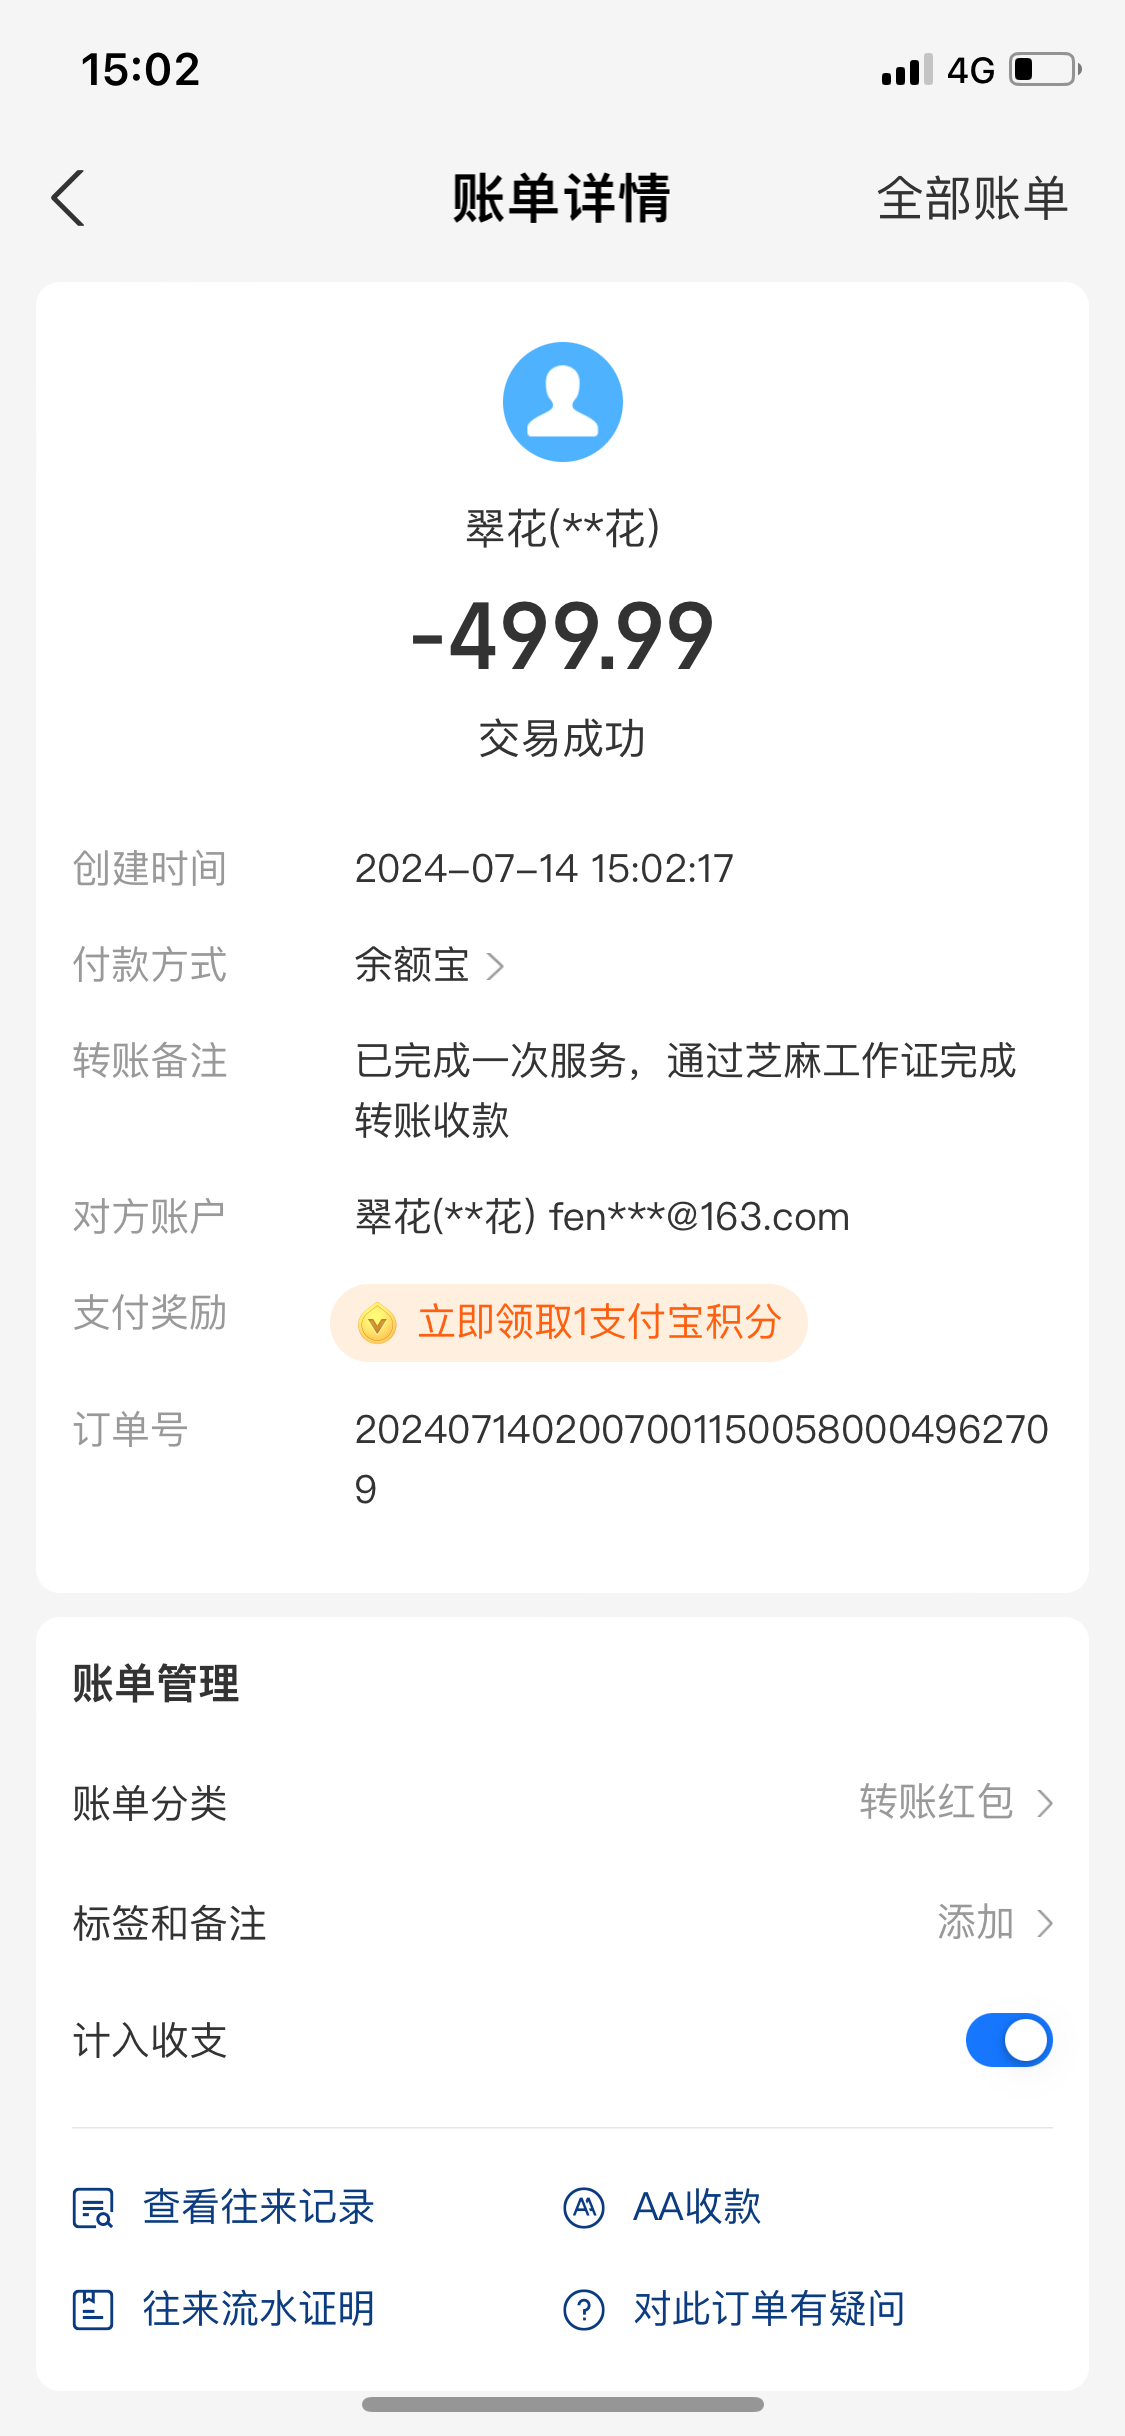 15:02
4G
账单详情
全部账单
翠花(**花)
-499.99
交易成功
创建时间 2024-07-14 15:02:17
付款方式 余额宝
转账备注 已完成一次服务，通过芝麻工作证完成
转账收款
对方账户 翠花(**花) fen***@163.com
支付奖励 立即领取1支付宝积分
订单号 2024071402007001150058000496270
9
账单管理
账单分类 转账红包
标签和备注 添加
计入收支
查看往来记录 AA收款
往来流水证明 对此订单有疑问